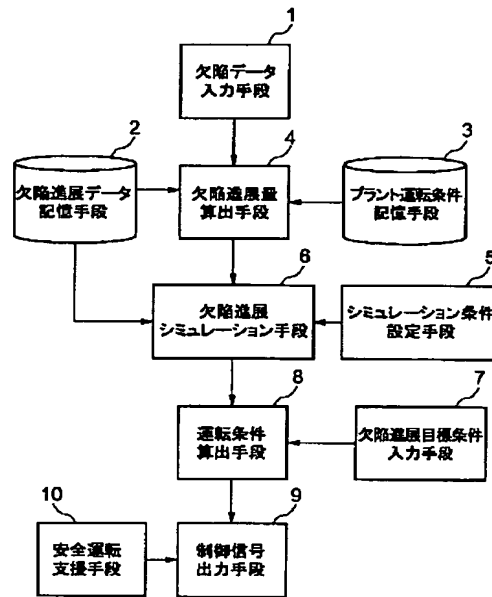 1
欠陥データ
入力手段
2
欠陥進展データ
記憶手段
4
欠陥進展量
算出手段
3
プラント運転条件
記憶手段
6
欠陥進展
シミュレーション手段
5
シミュレーション条件
設定手段
8
運転条件
算出手段
7
欠陥進展目標条件
入力手段
10
安全運転
支援手段
9
制御信号
出力手段